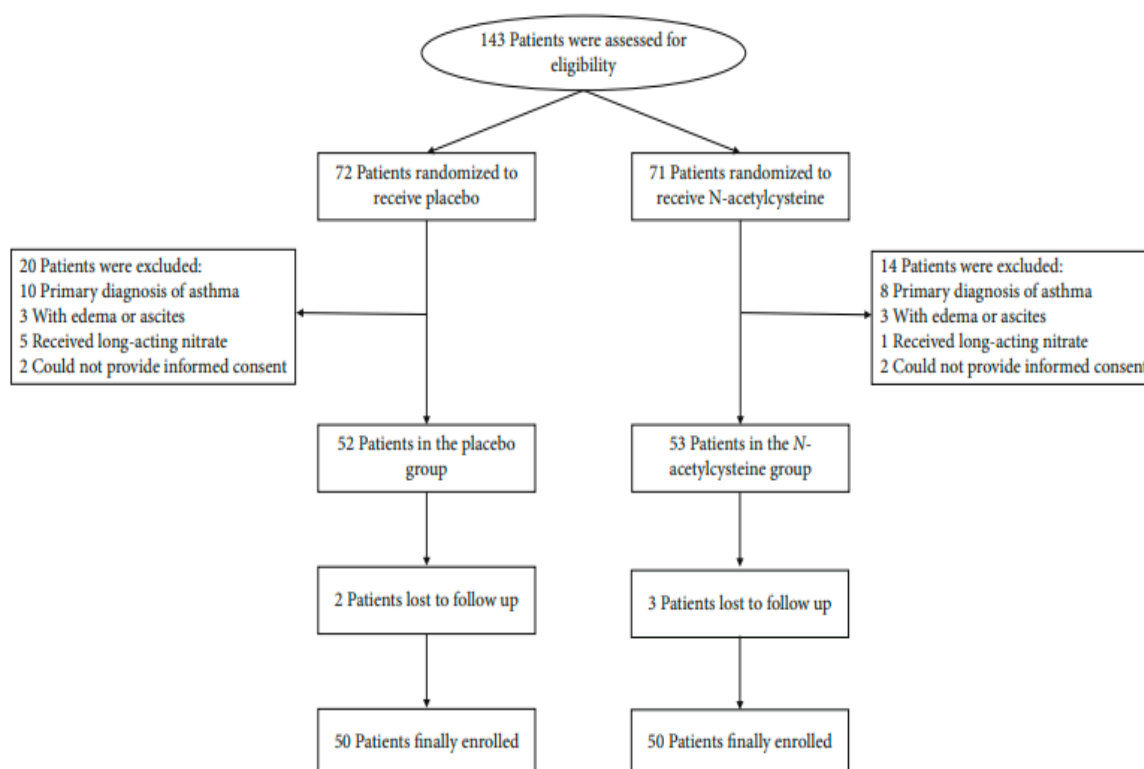 143 Patients were assessed for
eligibility
72 Patients randomized to
receive placebo
71 Patients randomized to
receive N-acetylcysteine
20 Patients were excluded:
10 Primary diagnosis of asthma
3 With edema or ascites
5 Received long-acting nitrate
2 Could not provide informed consent
14 Patients were excluded:
8 Primary diagnosis of asthma
3 With edema or ascites
1 Received long-acting nitrate
2 Could not provide informed consent
52 Patients in the placebo
group
53 Patients in the N-
acetylcysteine group
2 Patients lost to follow up
3 Patients lost to follow up
50 Patients finally enrolled
50 Patients finally enrolled